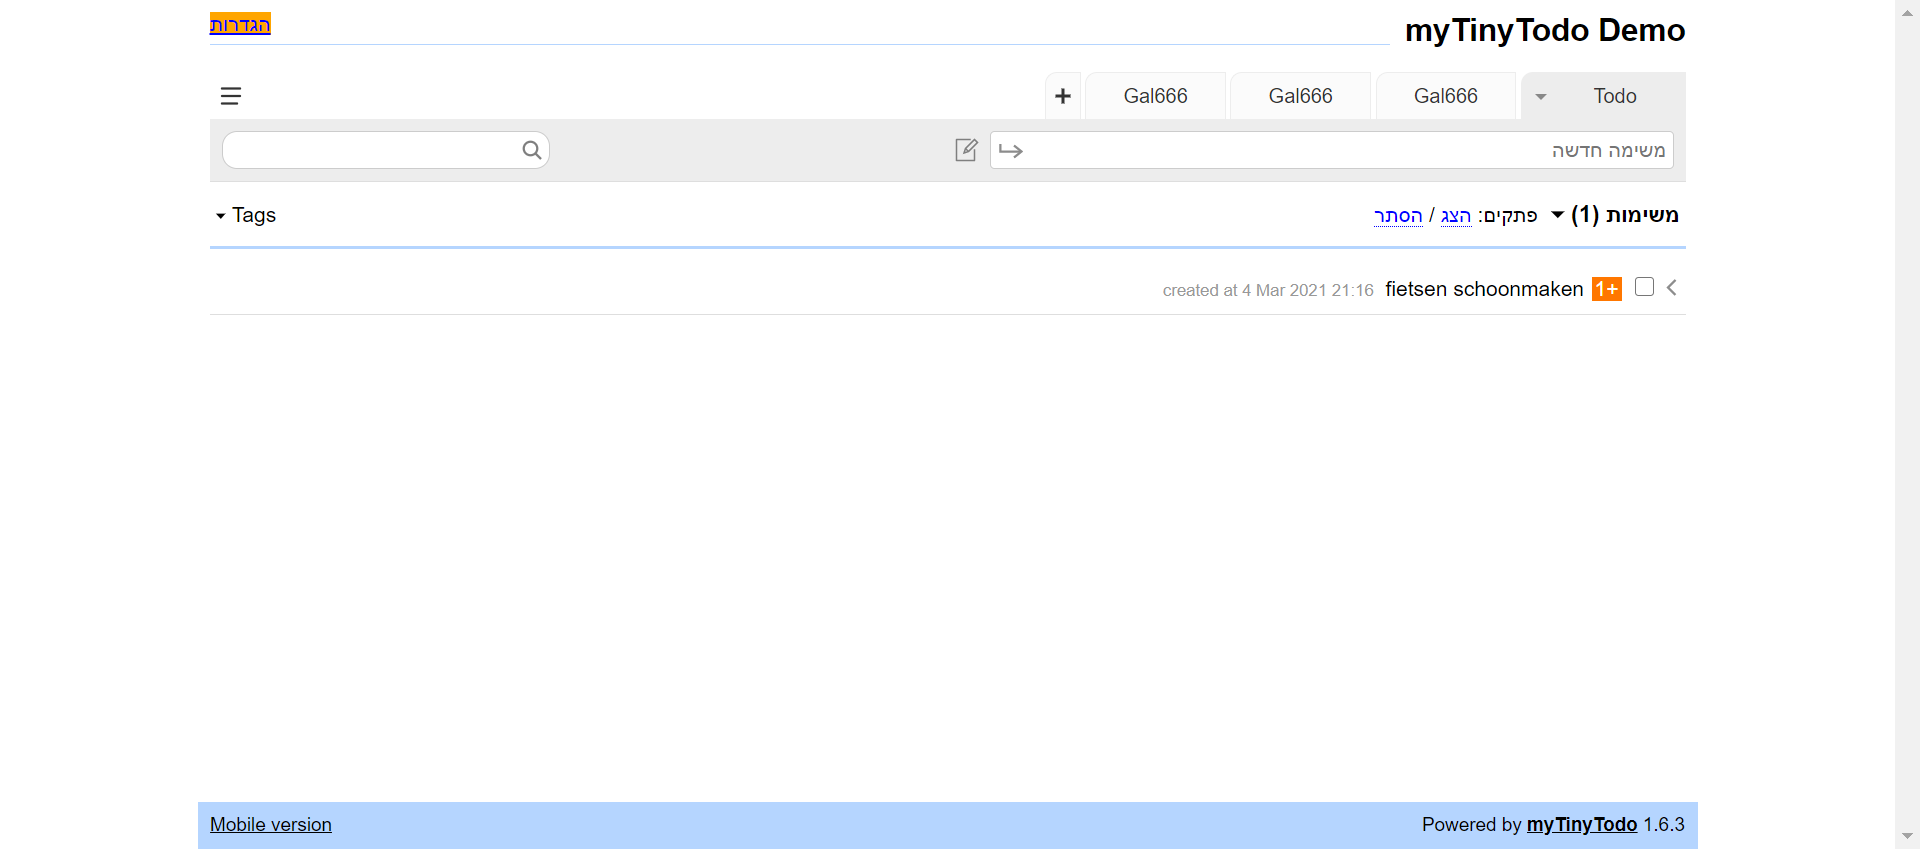 myTinyTodo Demo
הגדרות
Todo
Gal666
Gal666
Gal666
+
משימה חדשה
משימות (1) פתקים: הצג / הסתר
Tags
+1 fietsen schoonmaken created at 4 Mar 2021 21:16
Mobile version
Powered by myTinyTodo 1.6.3